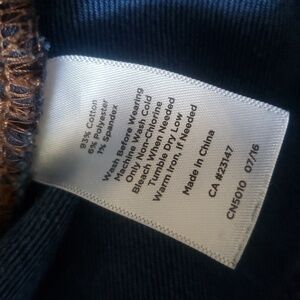 93% Cotton
6% Polyester
1% Spandex
Wash Before Wearing
Machine Wash Cold
Only Non-Chlorine
Bleach When Needed
Tumble Dry Low
Warm Iron, If Needed
Made In China
CA #23147
CN5010 07/16